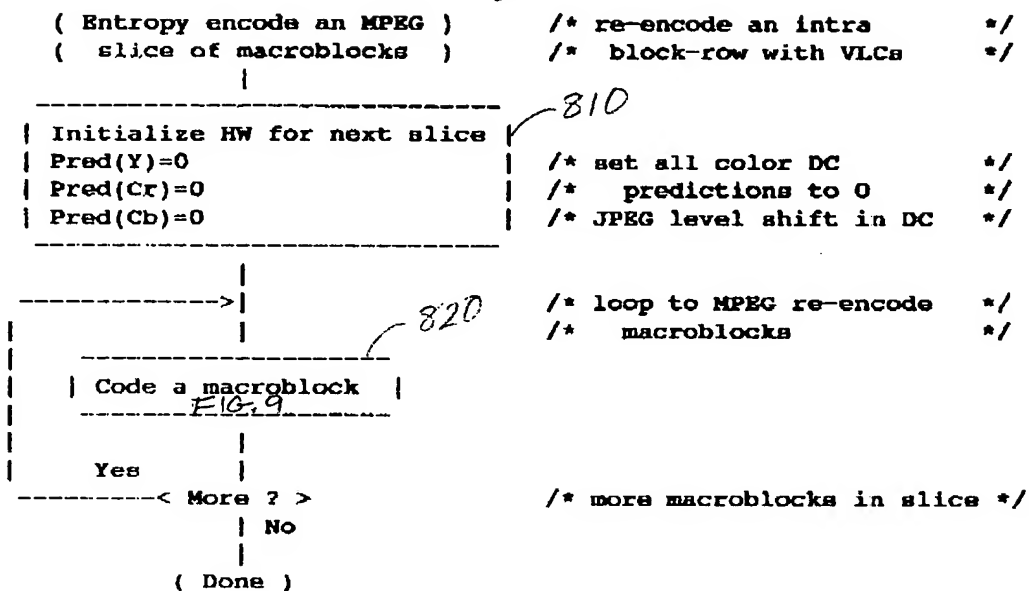 ( Entropy encode an MPEG ) /* re-encode an intra */
( slice of macroblocks ) /* block-row with VLCs */
810
Initialize HW for next slice
Pred(Y)=0 /* set all color DC */
Pred(Cr)=0 /* predictions to 0 */
Pred(Cb)=0 /* JPEG level shift in DC */
/* loop to MPEG re-encode */
820 /* macroblocks */
Code a macroblock
FIG. 9
Yes
< More ? > /* more macroblocks in slice */
No
( Done )